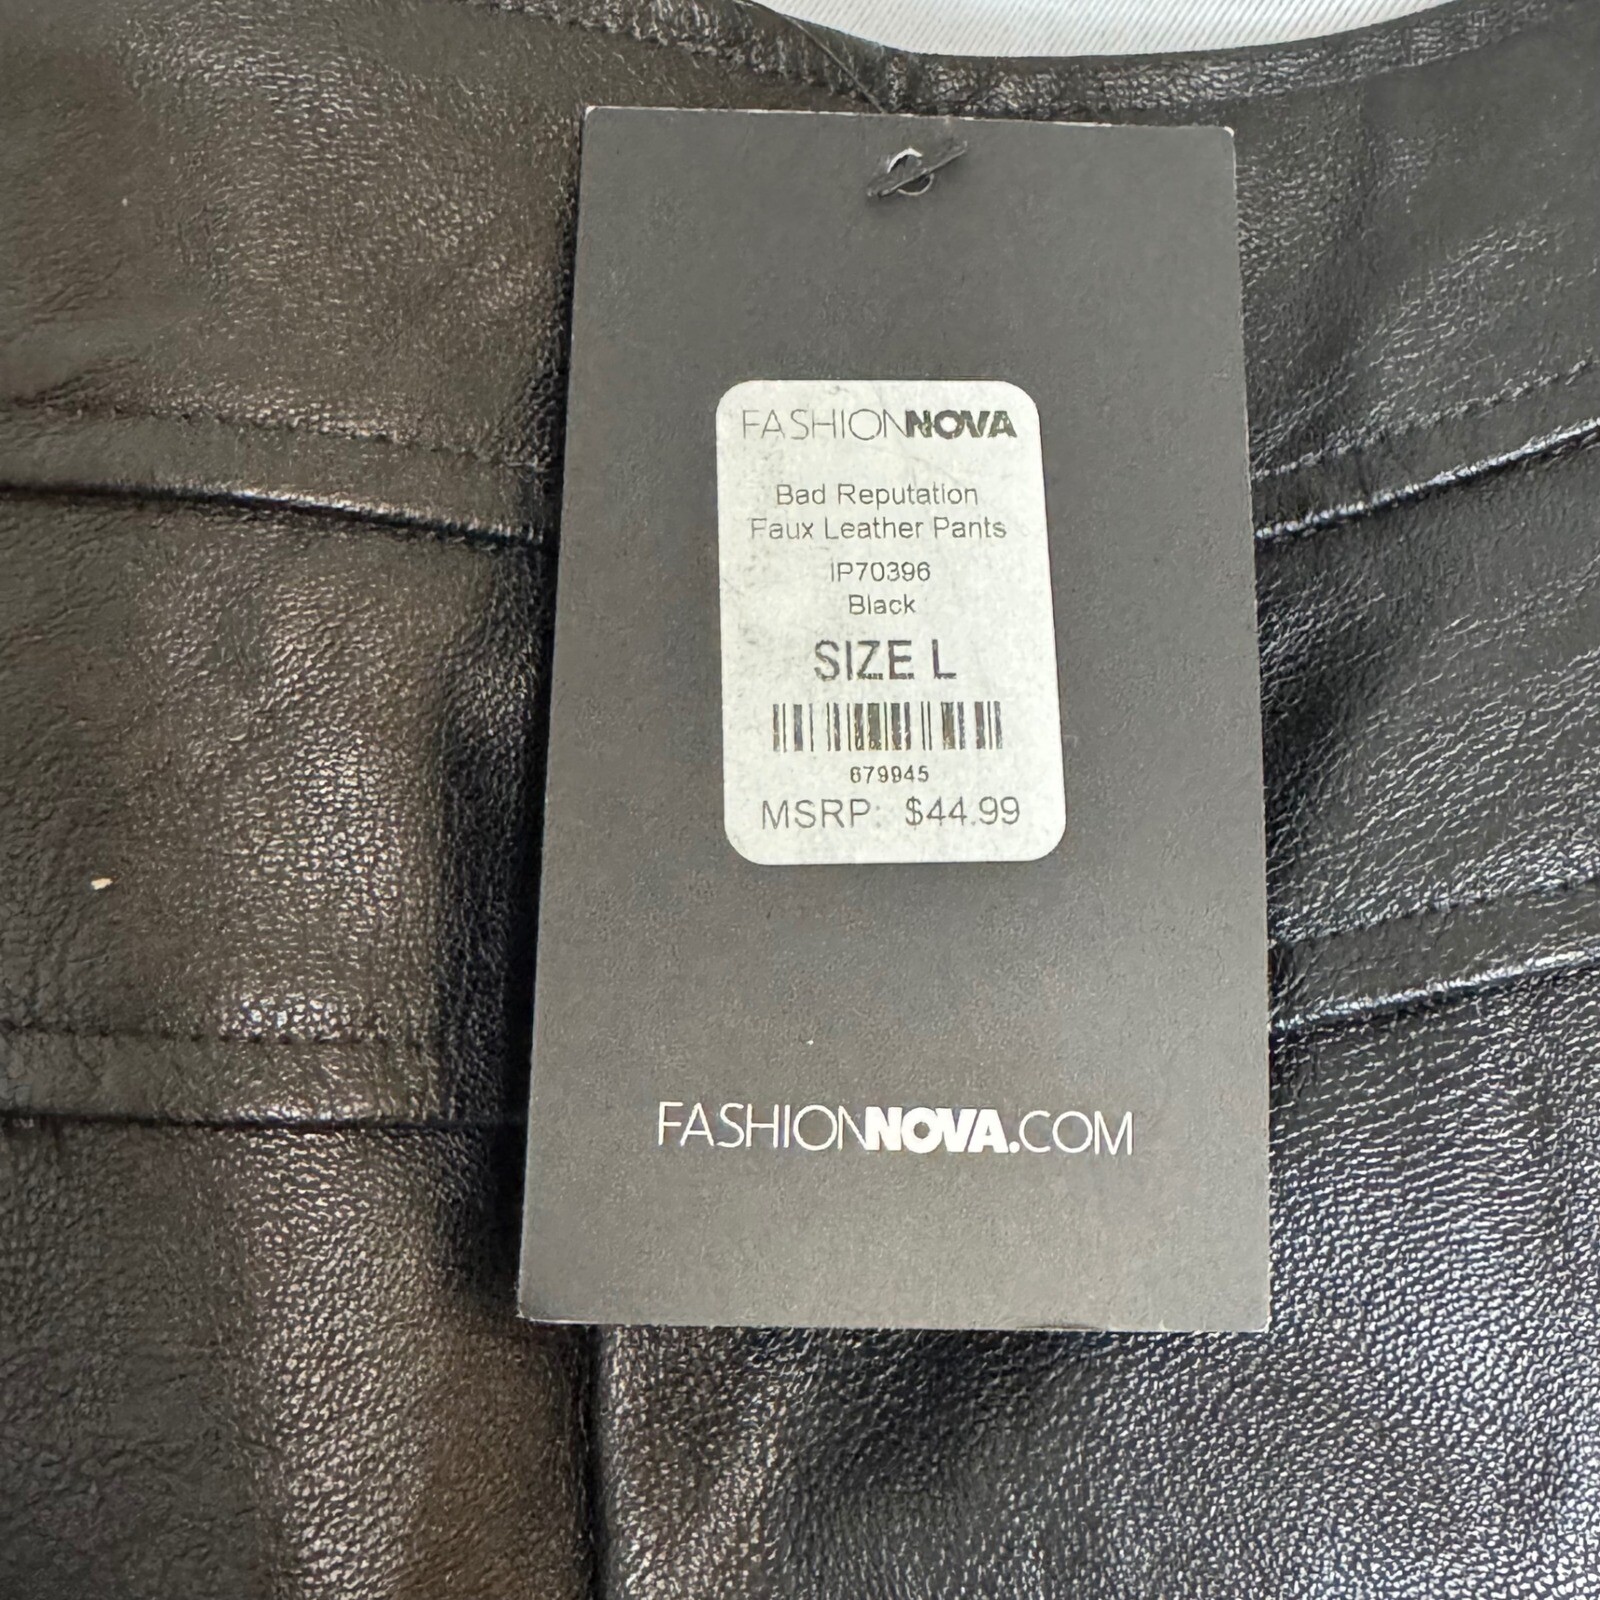 FASHIONNOVA
Bad Reputation
Faux Leather Pants
IP70396
Black
SIZE L
679945
MSRP: $44.99
FASHIONNOVA.COM